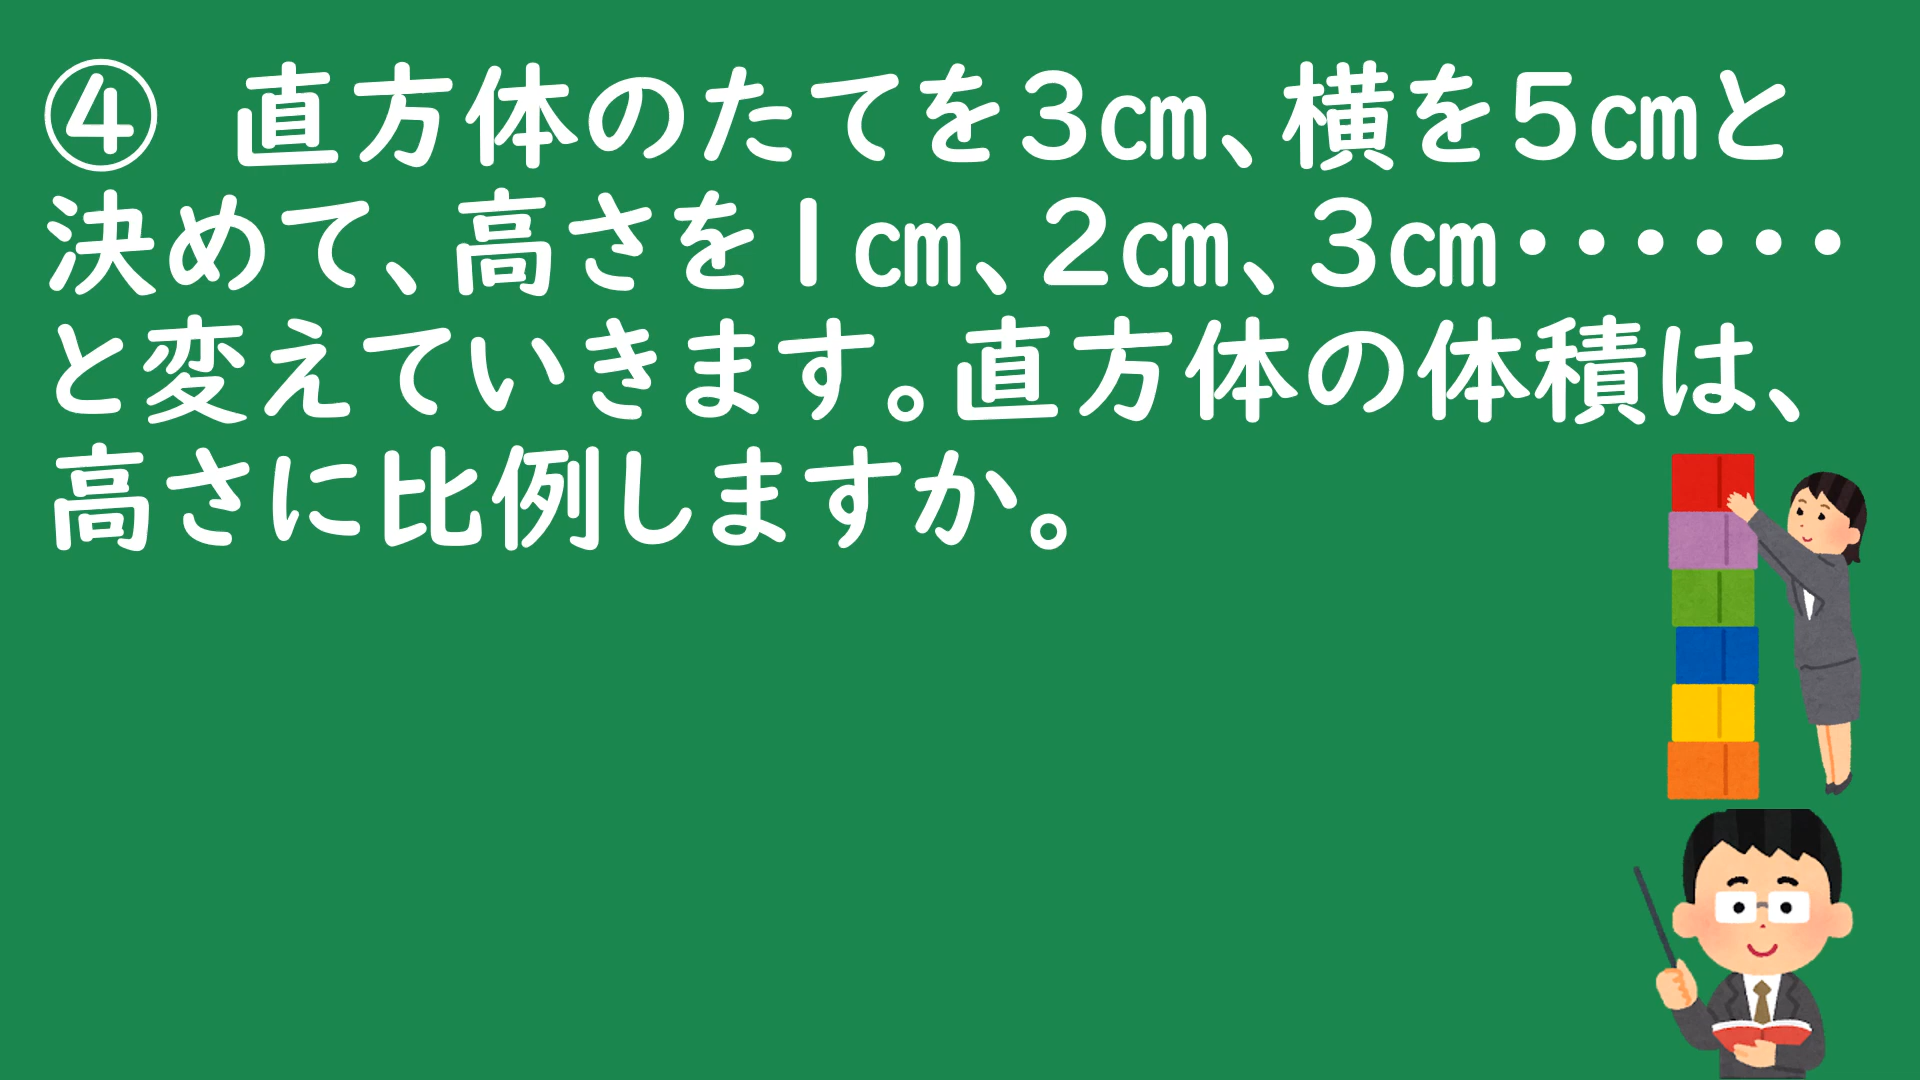 ④　直方体のたてを３㎝、横を５㎝と
決めて、高さを１㎝、２㎝、３㎝・・・・・・
と変えていきます。直方体の体積は、
高さに比例しますか。